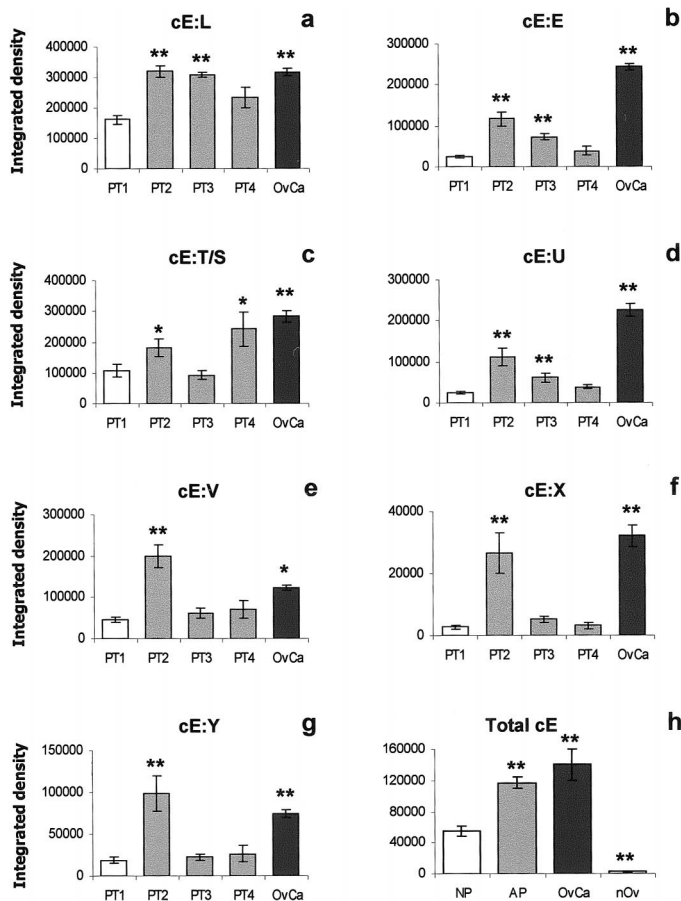 cE:L a
Integrated density
400000
300000
200000
100000
0
** ** **
PT1 PT2 PT3 PT4 OvCa
cE:E b
300000
200000
100000
0
** ** **
PT1 PT2 PT3 PT4 OvCa
cE:T/S c
Integrated density
400000
300000
200000
100000
0
* * **
PT1 PT2 PT3 PT4 OvCa
cE:U d
300000
200000
100000
0
** ** **
PT1 PT2 PT3 PT4 OvCa
cE:V e
Integrated density
300000
200000
100000
0
** *
PT1 PT2 PT3 PT4 OvCa
cE:X f
40000
20000
0
** **
PT1 PT2 PT3 PT4 OvCa
cE:Y g
Integrated density
150000
100000
50000
0
** **
PT1 PT2 PT3 PT4 OvCa
Total cE h
160000
120000
80000
40000
0
** ** **
NP AP OvCa nOv